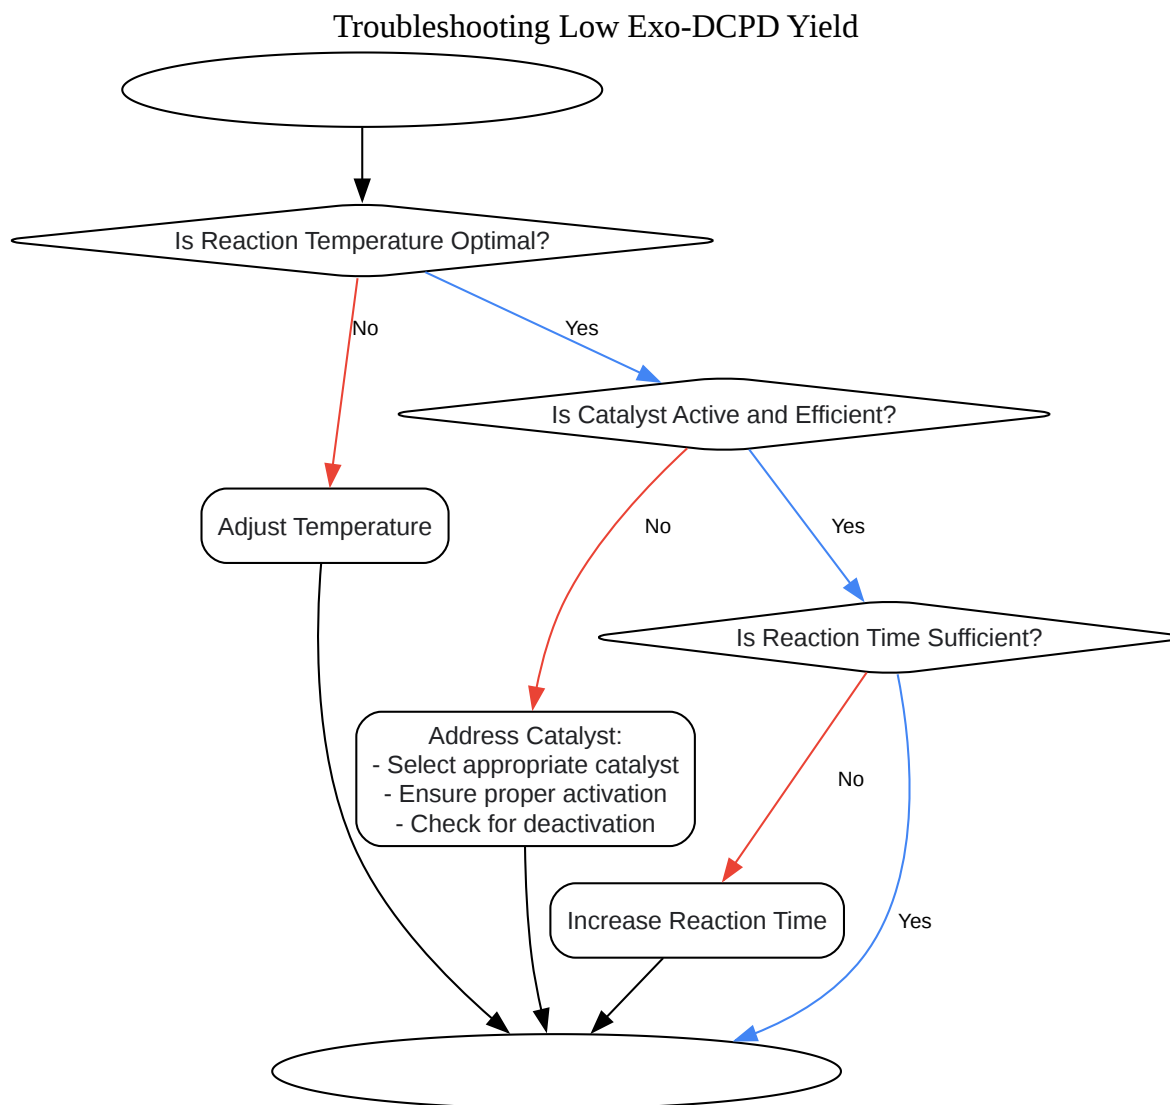 Troubleshooting Low Exo-DCPD Yield
Is Reaction Temperature Optimal?
No
Yes
Is Catalyst Active and Efficient?
Adjust Temperature
No
Yes
Is Reaction Time Sufficient?
Address Catalyst:
- Select appropriate catalyst
- Ensure proper activation
- Check for deactivation
No
Increase Reaction Time
Yes